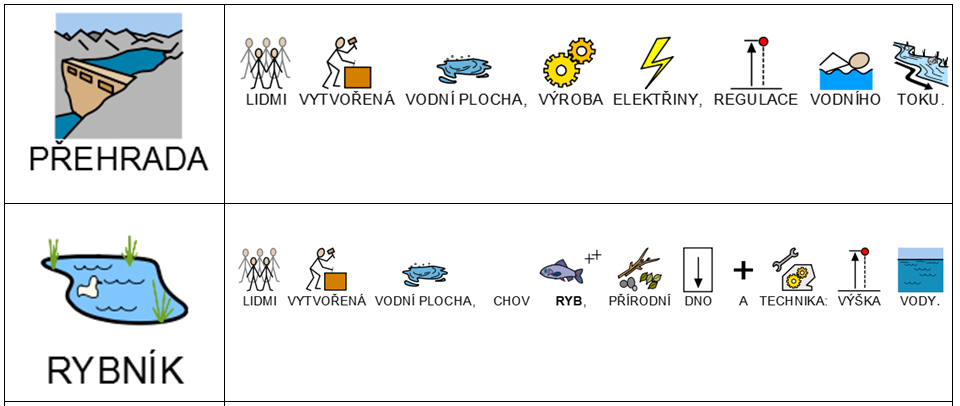 PŘEHRADA
LIDMI VYTVOŘENÁ VODNÍ PLOCHA, VÝROBA ELEKTŘINY, REGULACE VODNÍHO TOKU.
RYBNÍK
LIDMI VYTVOŘENÁ VODNÍ PLOCHA, CHOV RYB, PŘÍRODNÍ DNO A TECHNIKA: VÝŠKA VODY.